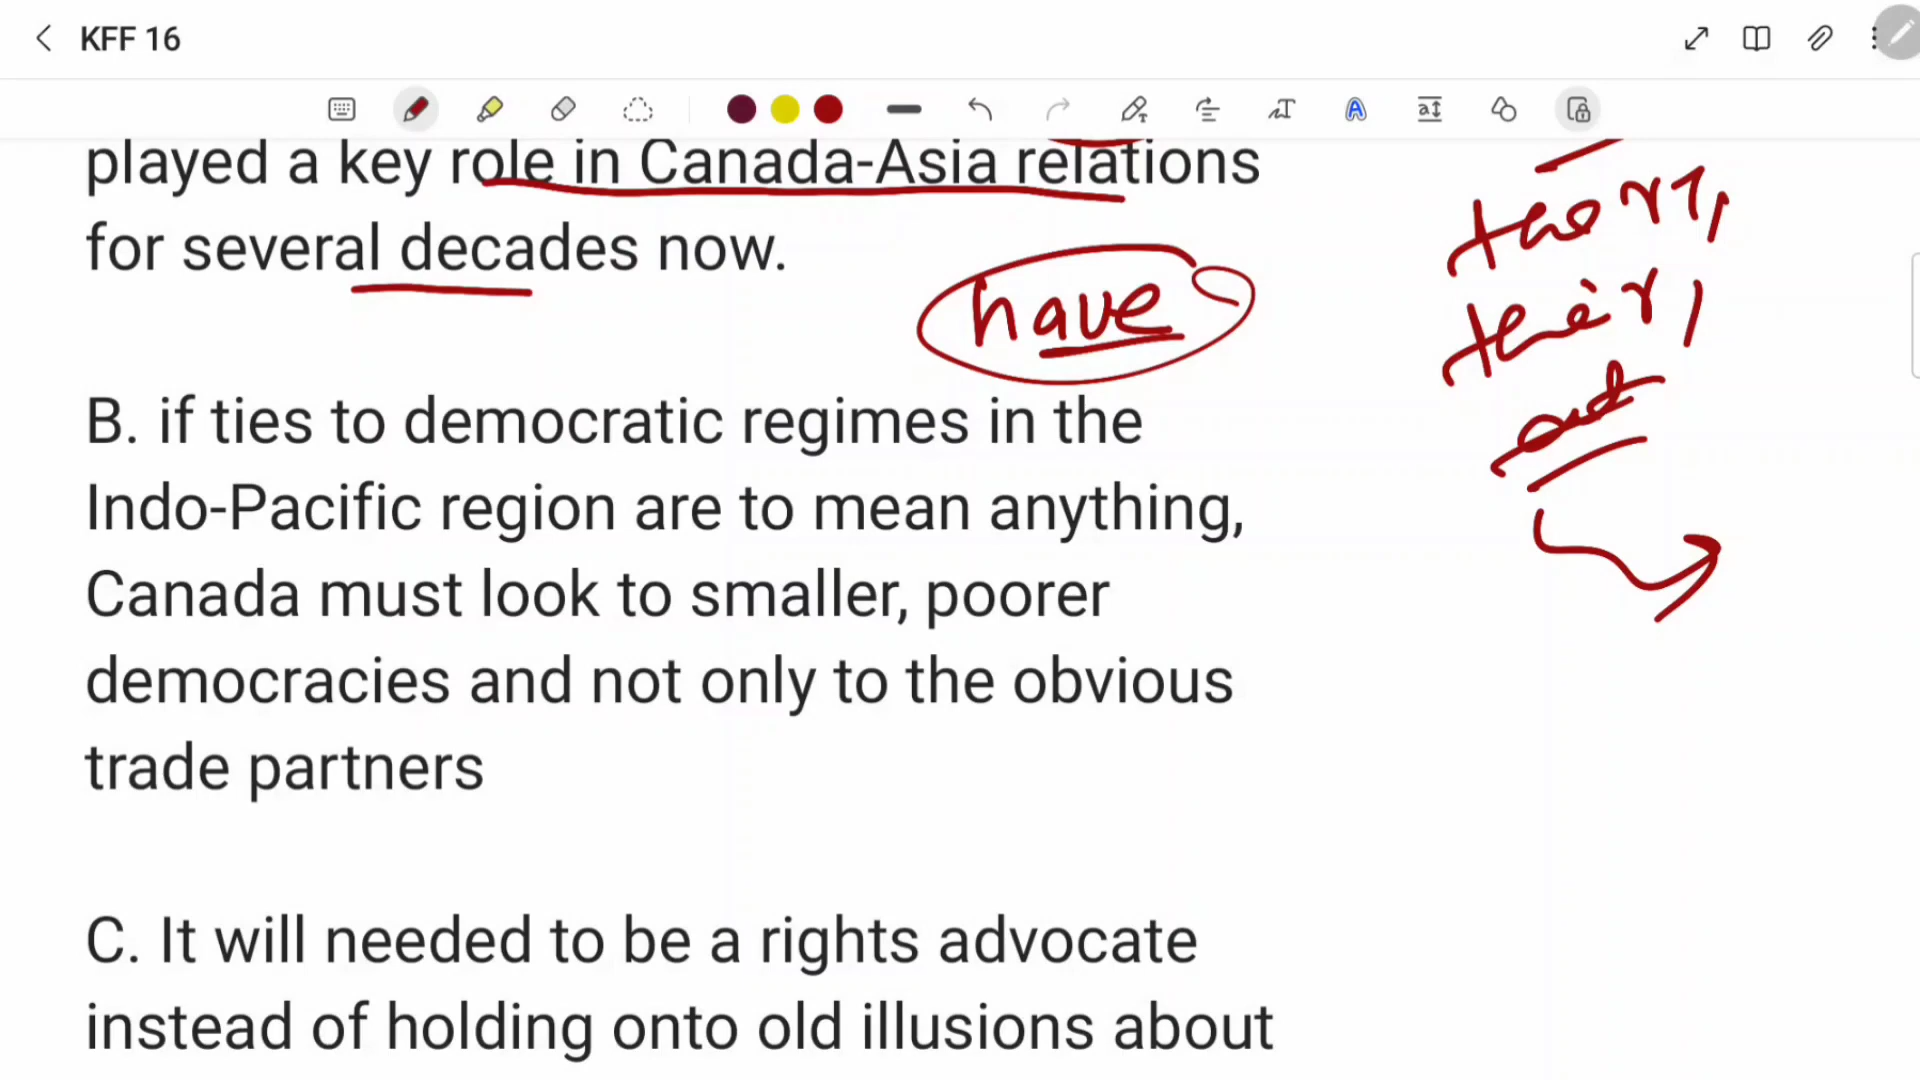 KFF 16
played a key role in Canada-Asia relations
for several decades now.
have
B. if ties to democratic regimes in the
Indo-Pacific region are to mean anything,
Canada must look to smaller, poorer
democracies and not only to the obvious
trade partners
C. It will needed to be a rights advocate
instead of holding onto old illusions about